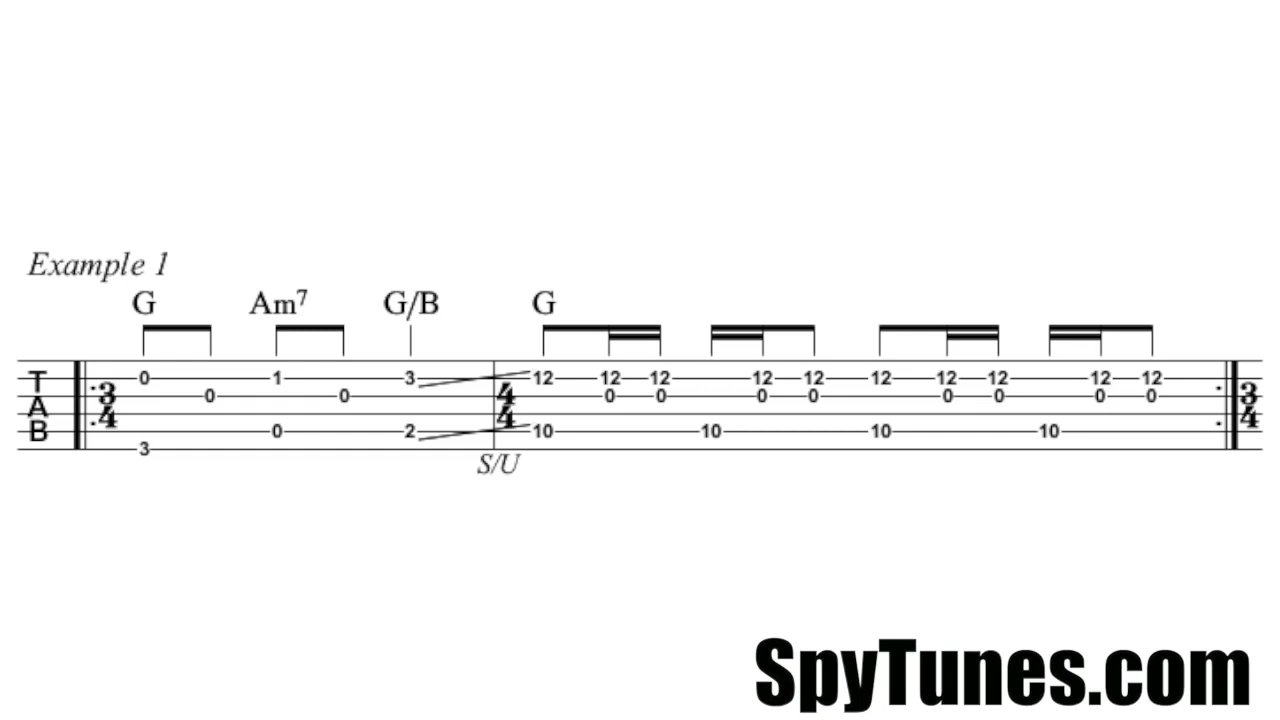 Example 1
G Am7 G/B G
T 0 1 3 12 12 12 12 12 12 12 12 12 12
A 3 4 0 0 4 4 0 0 0 0 0 0 0 0 3 4
B 0 2 10 10 10 10
3
S/U
SpyTunes.com